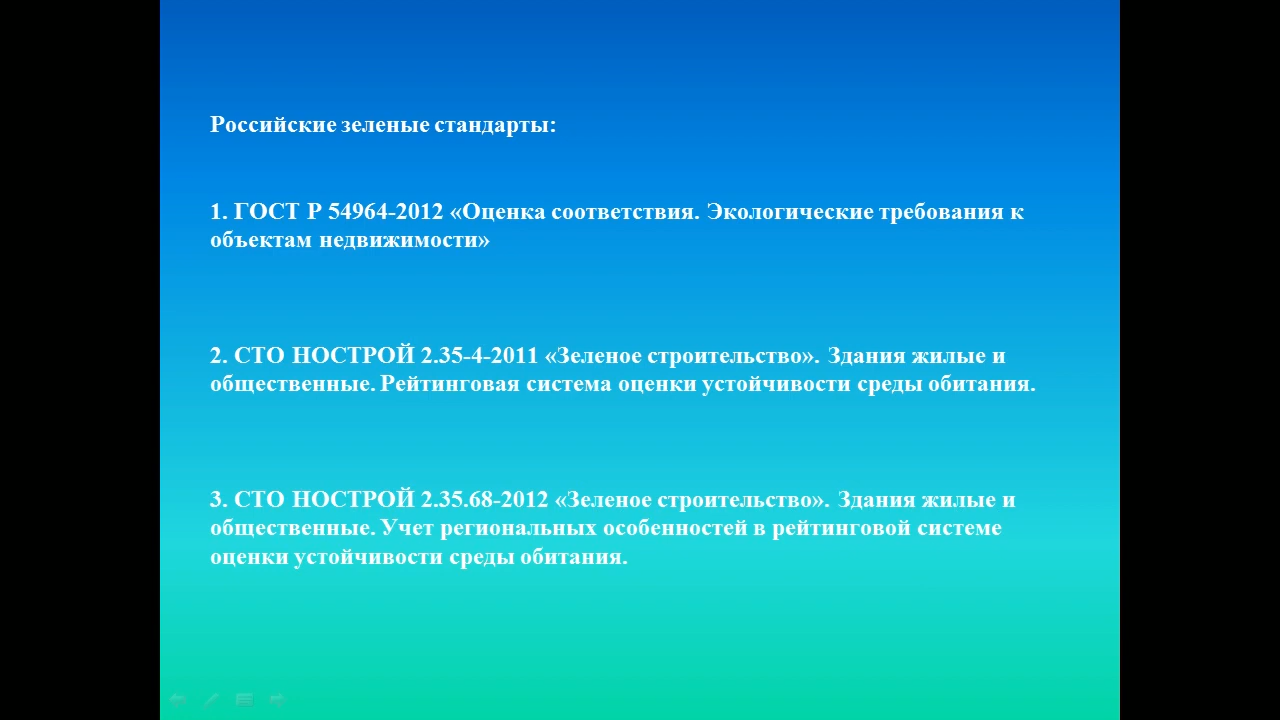 Российские зеленые стандарты:
1. ГОСТ Р 54964-2012 «Оценка соответствия. Экологические требования к
объектам недвижимости»
2. СТО НОСТРОЙ 2.35-4-2011 «Зеленое строительство». Здания жилые и
общественные. Рейтинговая система оценки устойчивости среды обитания.
3. СТО НОСТРОЙ 2.35.68-2012 «Зеленое строительство». Здания жилые и
общественные. Учет региональных особенностей в рейтинговой системе
оценки устойчивости среды обитания.